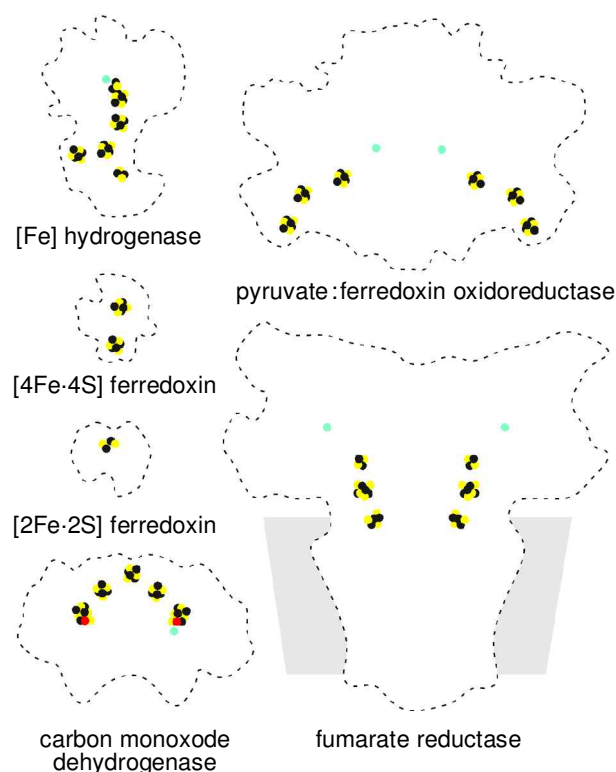 [Fe] hydrogenase
pyruvate:ferredoxin oxidoreductase
[4Fe·4S] ferredoxin
[2Fe·2S] ferredoxin
carbon monoxode
dehydrogenase
fumarate reductase